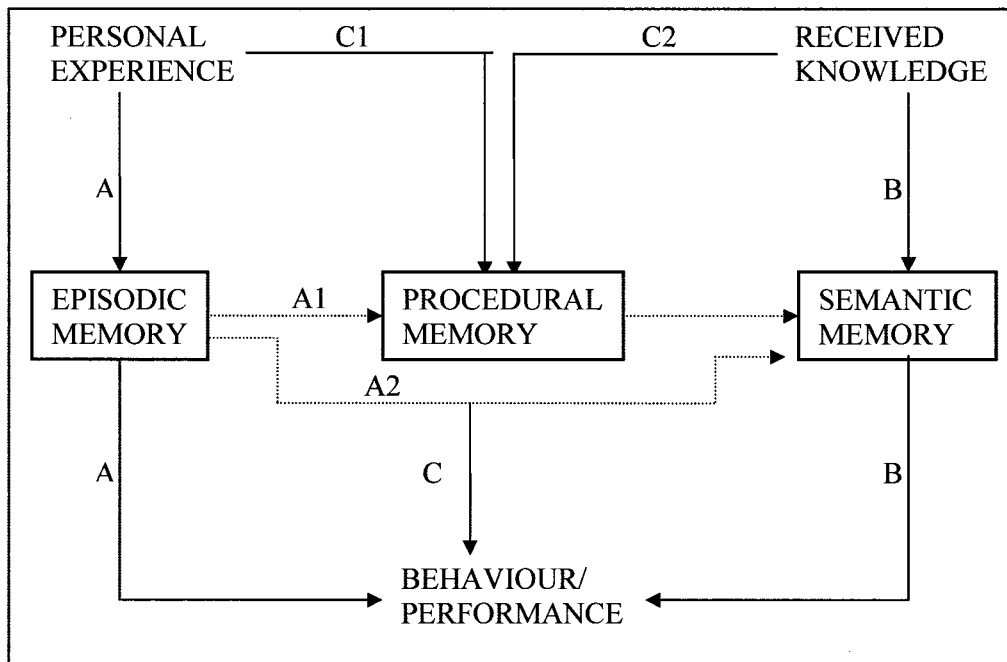 PERSONAL
EXPERIENCE
C1
C2
RECEIVED
KNOWLEDGE
A
B
EPISODIC
MEMORY
A1
PROCEDURAL
MEMORY
SEMANTIC
MEMORY
A2
A
C
B
BEHAVIOUR/
PERFORMANCE